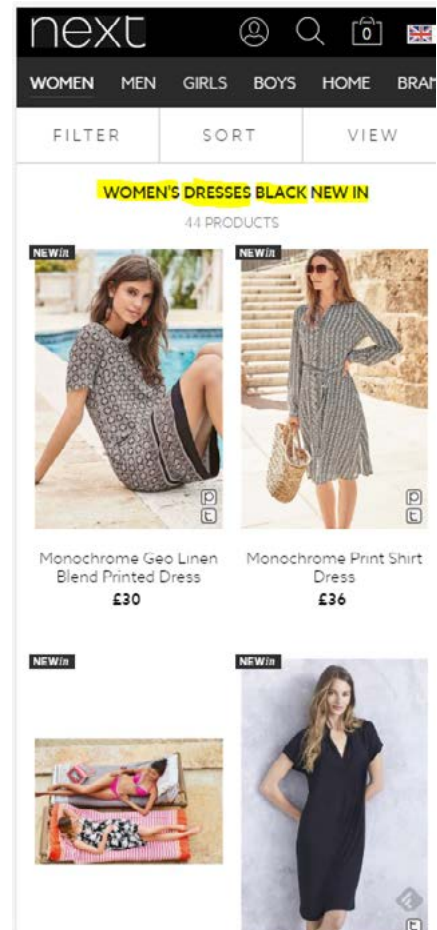 next
0
WOMEN MEN GIRLS BOYS HOME BRAN
FILTER SORT VIEW
WOMEN'S DRESSES BLACK NEW IN
44 PRODUCTS
NEWin NEWin
Monochrome Geo Linen
Blend Printed Dress
£30
Monochrome Print Shirt
Dress
£36
NEWin NEWin